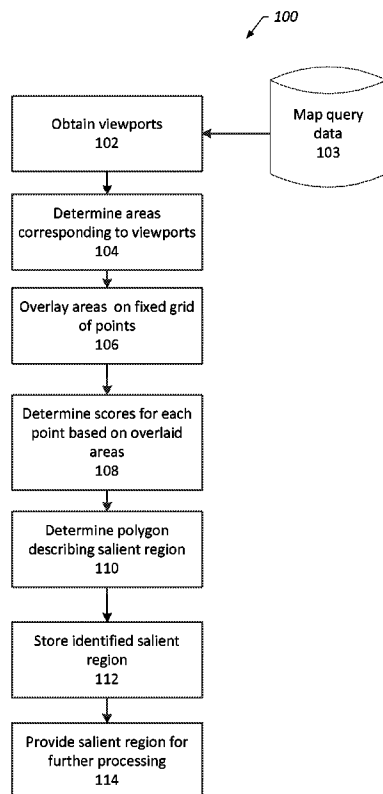 100
Map query
data
103
Obtain viewports
102
Determine areas
corresponding to viewports
104
Overlay areas on fixed grid
of points
106
Determine scores for each
point based on overlaid
areas
108
Determine polygon
describing salient region
110
Store identified salient
region
112
Provide salient region for
further processing
114